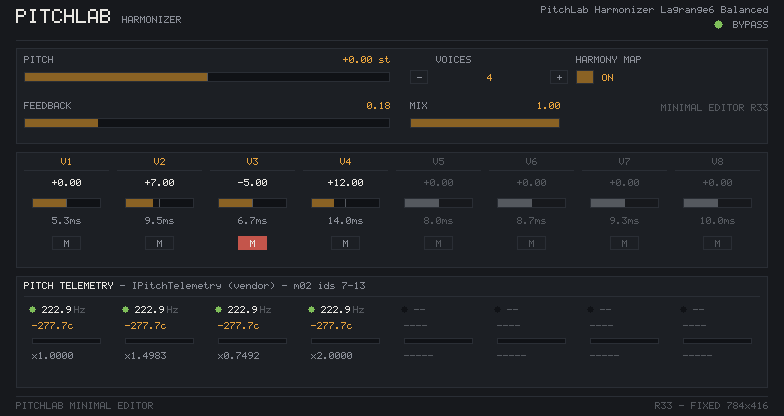 PITCHLAB HARMONIZER
PitchLab Harmonizer La9ran9e6 Balanced
BYPASS
PITCH +0.00 st
VOICES
- 4 +
HARMONY MAP
ON
FEEDBACK 0.18
MIX 1.00
MINIMAL EDITOR R33
V1 V2 V3 V4 V5 V6 V7 V8
+0.00 +7.00 -5.00 +12.00 +0.00 +0.00 +0.00 +0.00
5.3ms 9.5ms 6.7ms 14.0ms 8.0ms 8.7ms 9.3ms 10.0ms
M M M M M M M M
PITCH TELEMETRY - IPitchTelemetry (vendor) - m02 ids 7-13
222.9 Hz 222.9 Hz 222.9 Hz 222.9 Hz -- -- -- --
-277.7c -277.7c -277.7c -277.7c ---- ---- ---- ----
x1.0000 x1.4983 x0.7492 x2.0000 ----- ----- ----- -----
PITCHLAB MINIMAL EDITOR
R33 - FIXED 784x416